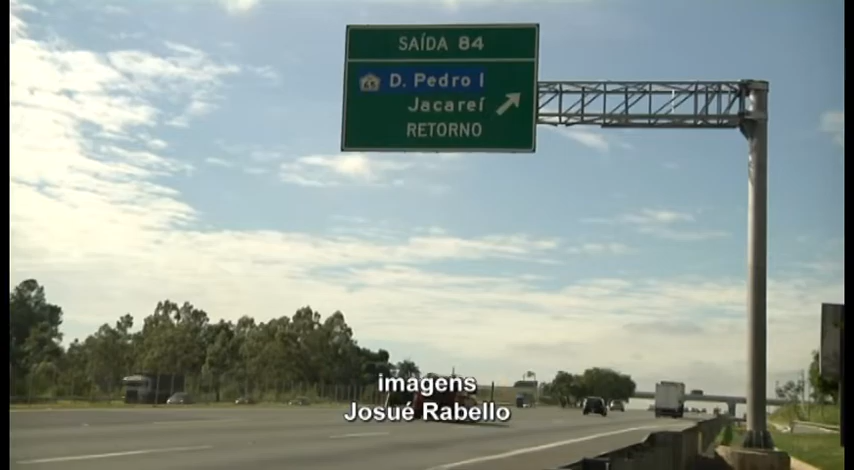 SAÍDA 84
D. Pedro I
Jacareí
RETORNO
imagens
Josué Rabello